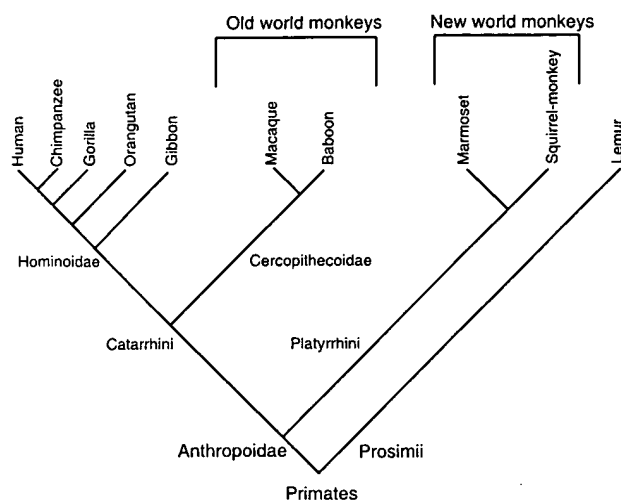 Old world monkeys
New world monkeys
Human
Chimpanzee
Gorilla
Orangutan
Gibbon
Macaque
Baboon
Marmoset
Squirrel-monkey
Lemur
Hominoidae
Cercopithecoidae
Catarrhini
Platyrrhini
Anthropoidae
Prosimii
Primates